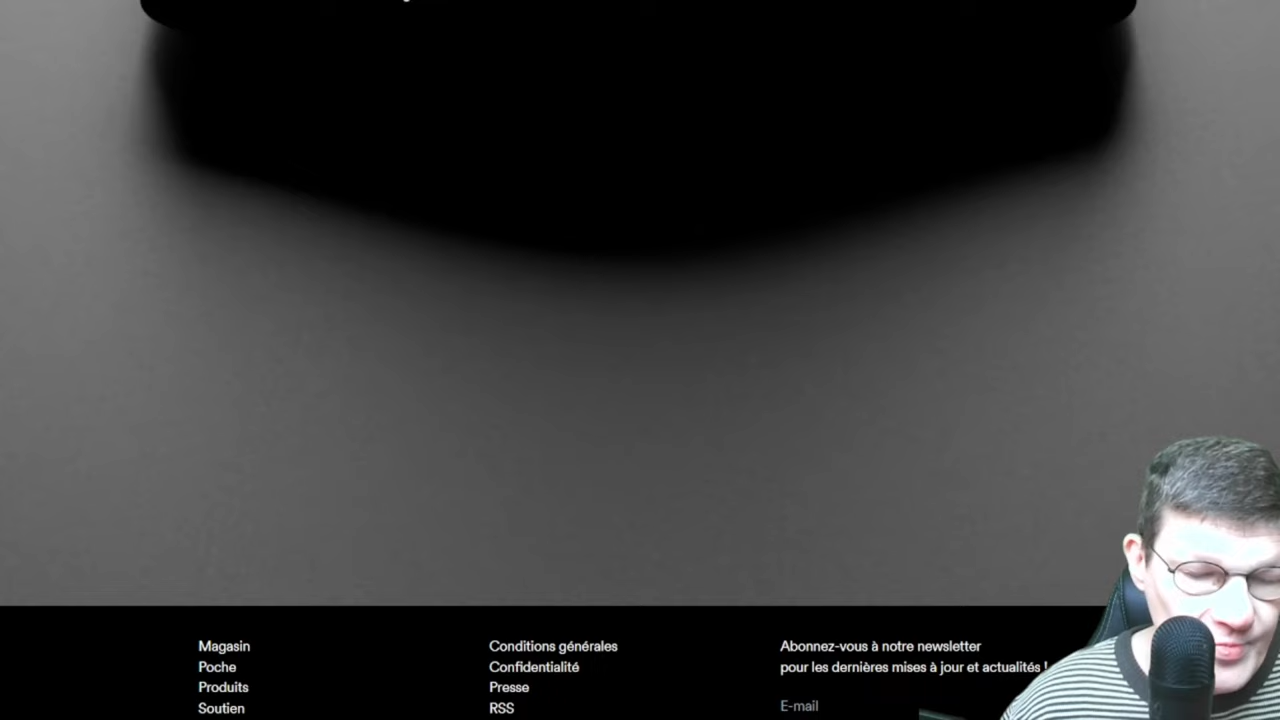 Magasin
Poche
Produits
Soutien
Conditions générales
Confidentialité
Presse
RSS
Abonnez-vous à notre newsletter
pour les dernières mises à jour et actualités !
E-mail